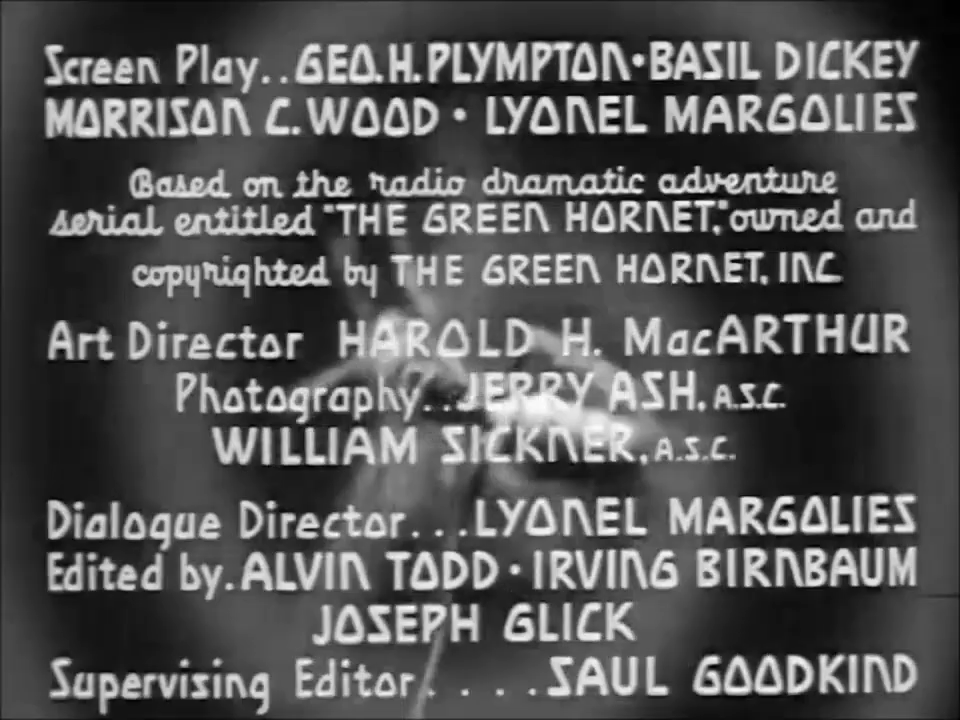 Screen Play..GEO.H.PLYMPTON•BASIL DICKEY
MORRISON C.WOOD • LYONEL MARGOLIES
Based on the radio dramatic adventure
serial entitled "THE GREEN HORNET," owned and
copyrighted by THE GREEN HORNET, INC
Art Director HAROLD H. MacARTHUR
Photography..JERRY ASH, A.S.C.
WILLIAM SICKNER, A.S.C.
Dialogue Director...LYONEL MARGOLIES
Edited by.ALVIN TODD•IRVING BIRNBAUM
JOSEPH GLICK
Supervising Editor....SAUL GOODKIND